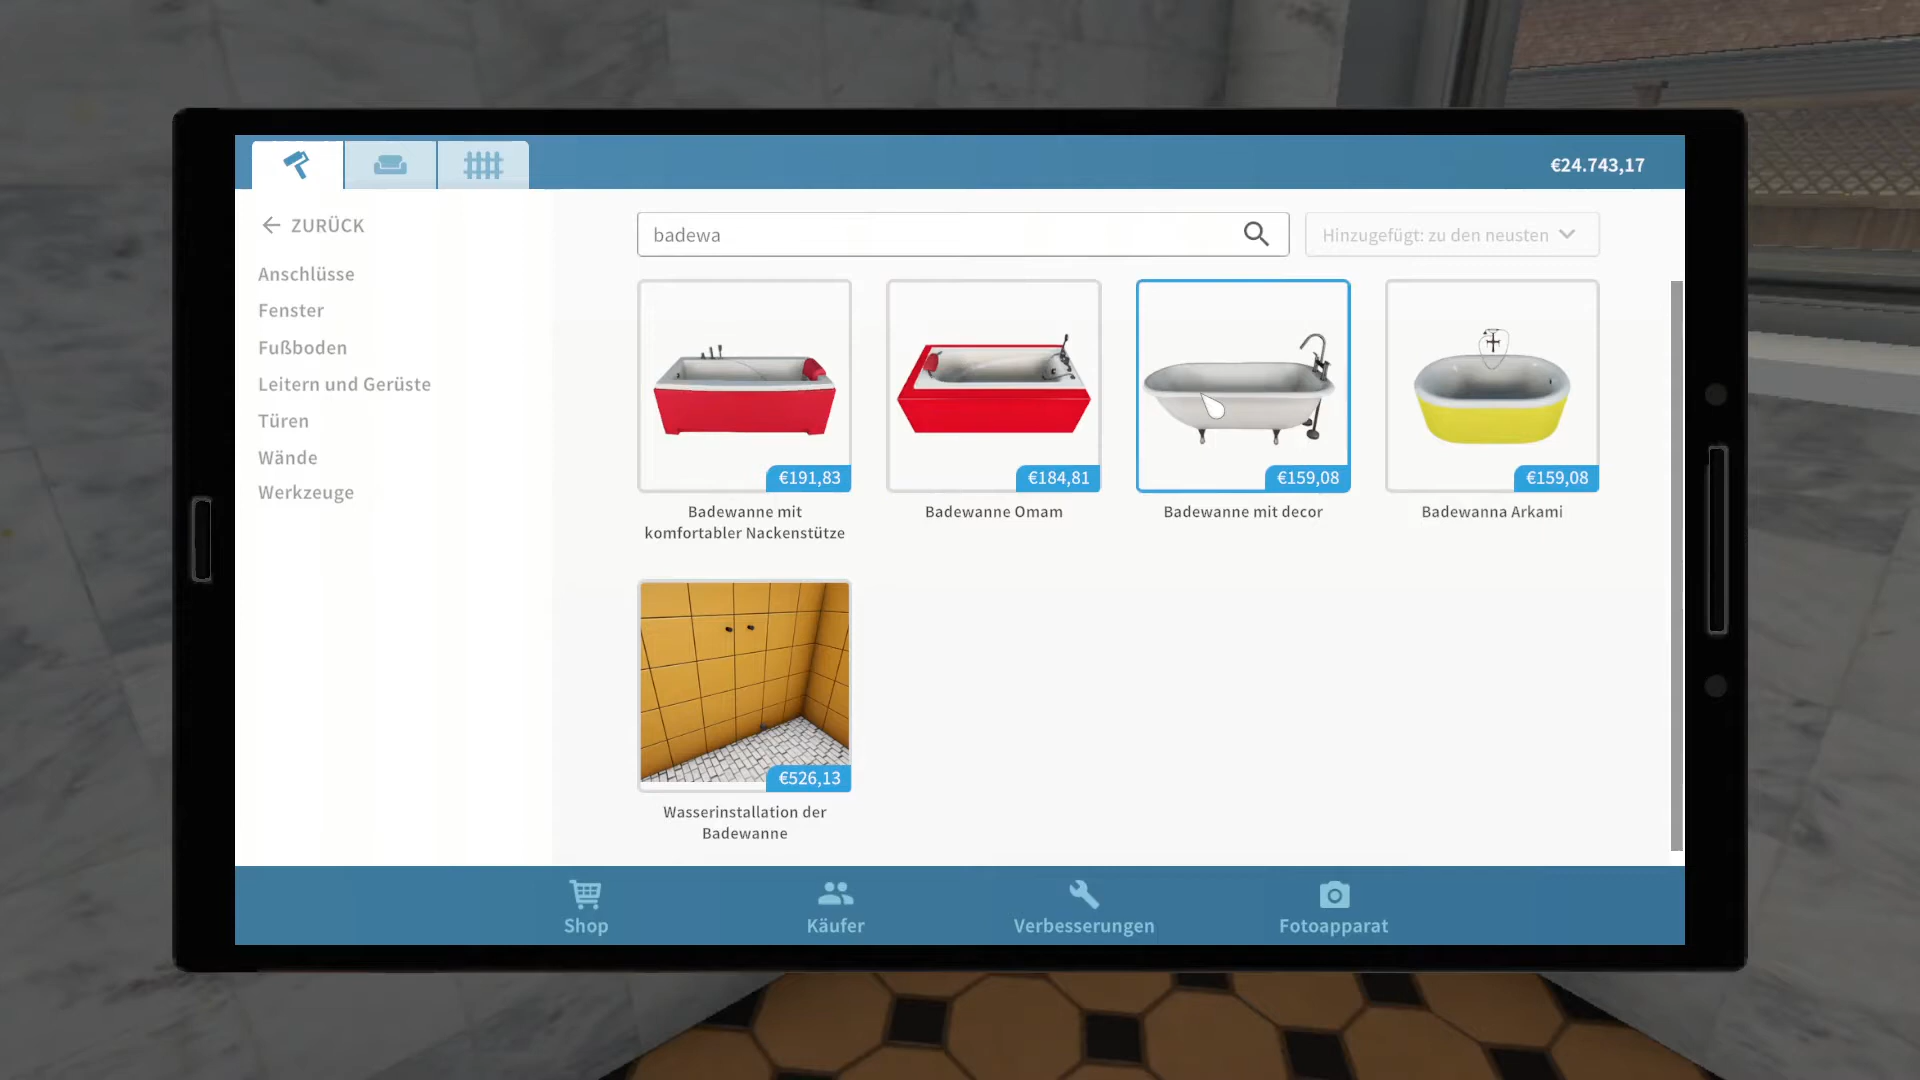 €24.743,17
ZURÜCK
Anschlüsse
Fenster
Fußboden
Leitern und Gerüste
Türen
Wände
Werkzeuge
badewa
Hinzugefügt: zu den neusten
€191,83
€184,81
€159,08
€159,08
Badewanne mit
komfortabler Nackenstütze
Badewanne Omam
Badewanne mit decor
Badewanna Arkami
€526,13
Wasserinstallation der
Badewanne
Shop
Käufer
Verbesserungen
Fotoapparat